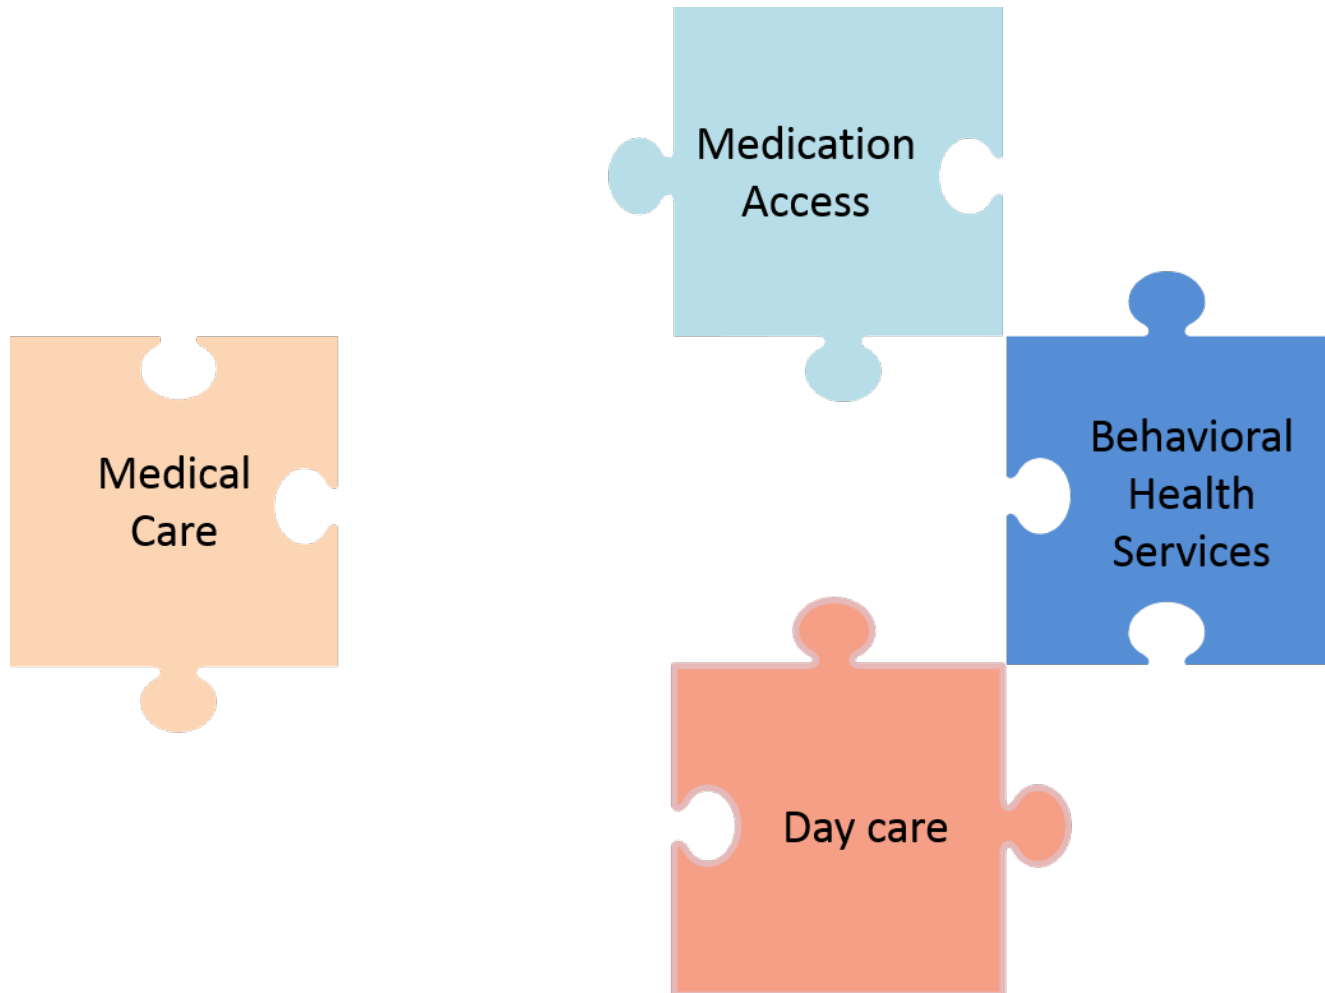 Medication
Access
Medical
Care
Behavioral
Health
Services
Day care